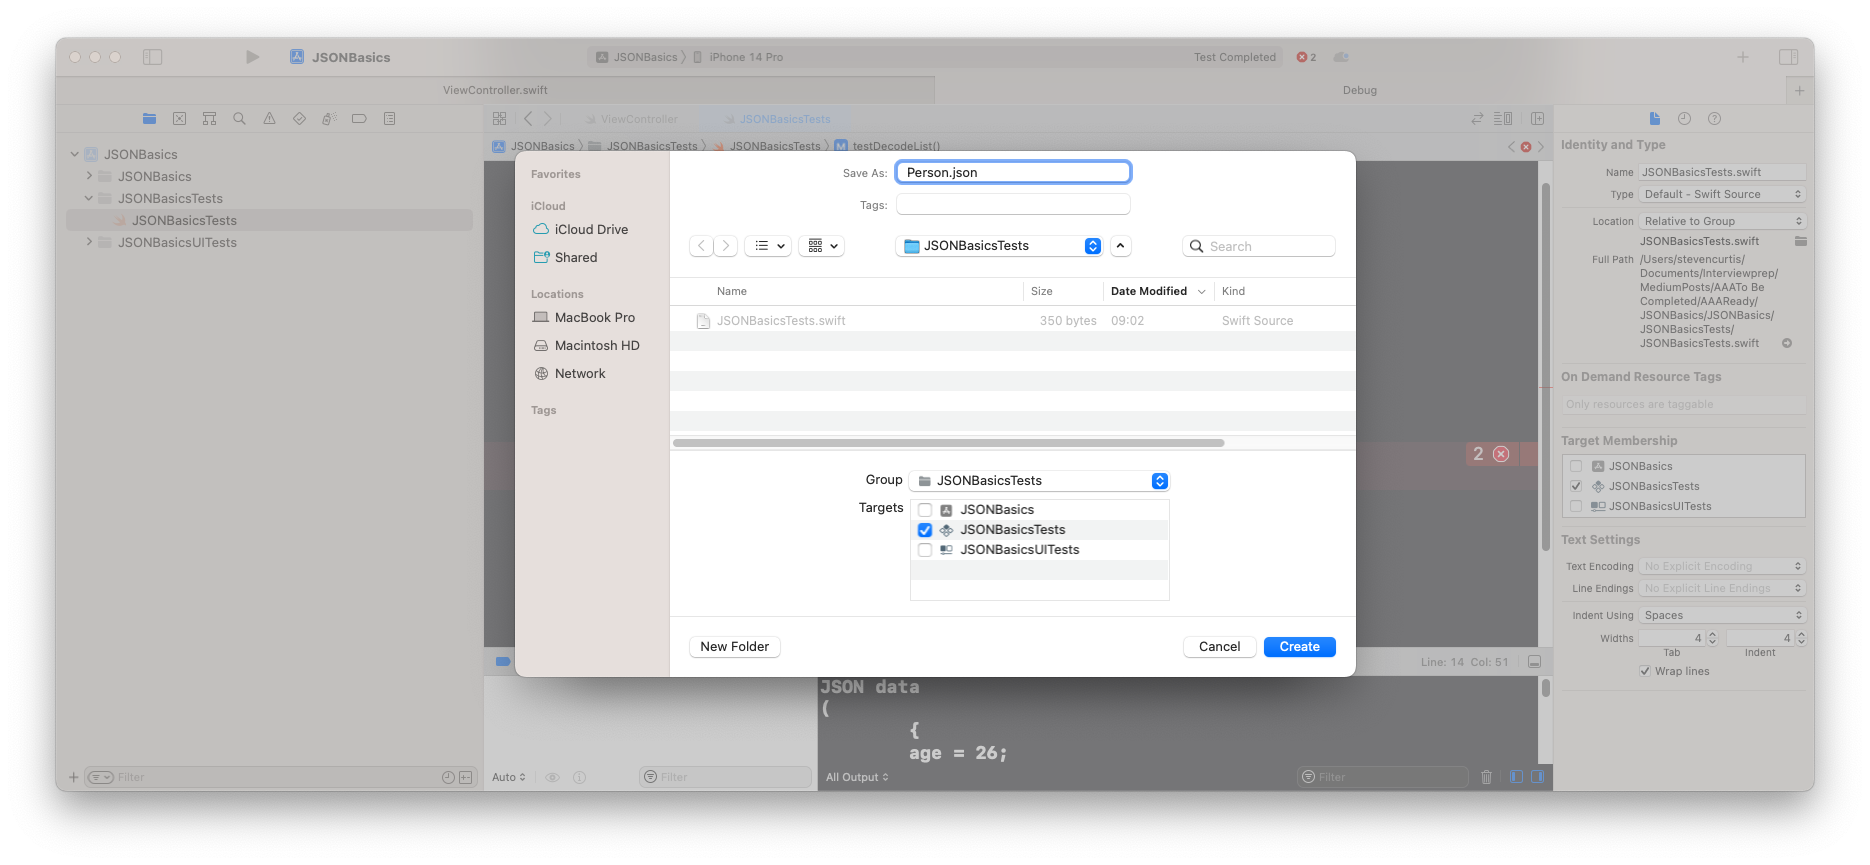 JSONBasics
JSONBasics
iPhone 14 Pro
Test Completed
2
ViewController.swift
Debug
ViewController
JSONBasicsTests
JSONBasics
JSONBasicsTests
JSONBasicsTests
M
testDecodeList()
JSONBasics
JSONBasics
JSONBasicsTests
JSONBasicsTests
JSONBasicsUITests
Favorites
iCloud
iCloud Drive
Shared
Locations
MacBook Pro
Macintosh HD
Network
Tags
Save As:
Person.json
Tags:
JSONBasicsTests
Search
Name
Size
Date Modified
Kind
JSONBasicsTests.swift
350 bytes
09:02
Swift Source
Group
JSONBasicsTests
Targets
JSONBasics
JSONBasicsTests
JSONBasicsUITests
New Folder
Cancel
Create
2
Identity and Type
Name
JSONBasicsTests.swift
Type
Default - Swift Source
Location
Relative to Group
JSONBasicsTests.swift
Full Path
/Users/stevencurtis/
Documents/Interviewprep/
MediumPosts/AAATo Be
Completed/AAAReady/
JSONBasics/JSONBasics/
JSONBasicsTests/
JSONBasicsTests.swift
On Demand Resource Tags
Only resources are taggable
Target Membership
JSONBasics
JSONBasicsTests
JSONBasicsUITests
Text Settings
Text Encoding
No Explicit Encoding
Line Endings
No Explicit Line Endings
Indent Using
Spaces
Widths
4
4
Tab
Indent
Wrap lines
Line: 14 Col: 51
JSON data
(
{
age = 26;
Filter
Auto
Filter
All Output
Filter